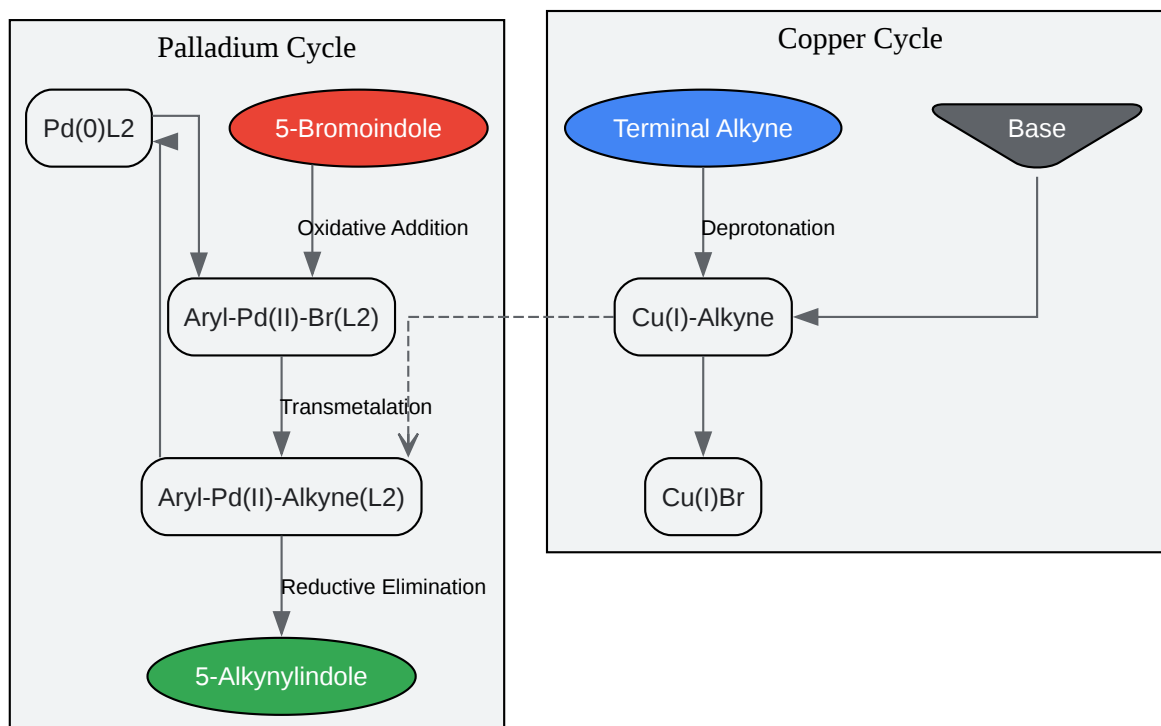 Palladium Cycle
Pd(0)L2
5-Bromoindole
Oxidative Addition
Aryl-Pd(II)-Br(L2)
Transmetalation
Aryl-Pd(II)-Alkyne(L2)
Reductive Elimination
5-Alkynylindole
Copper Cycle
Terminal Alkyne
Base
Deprotonation
Cu(I)-Alkyne
Cu(I)Br